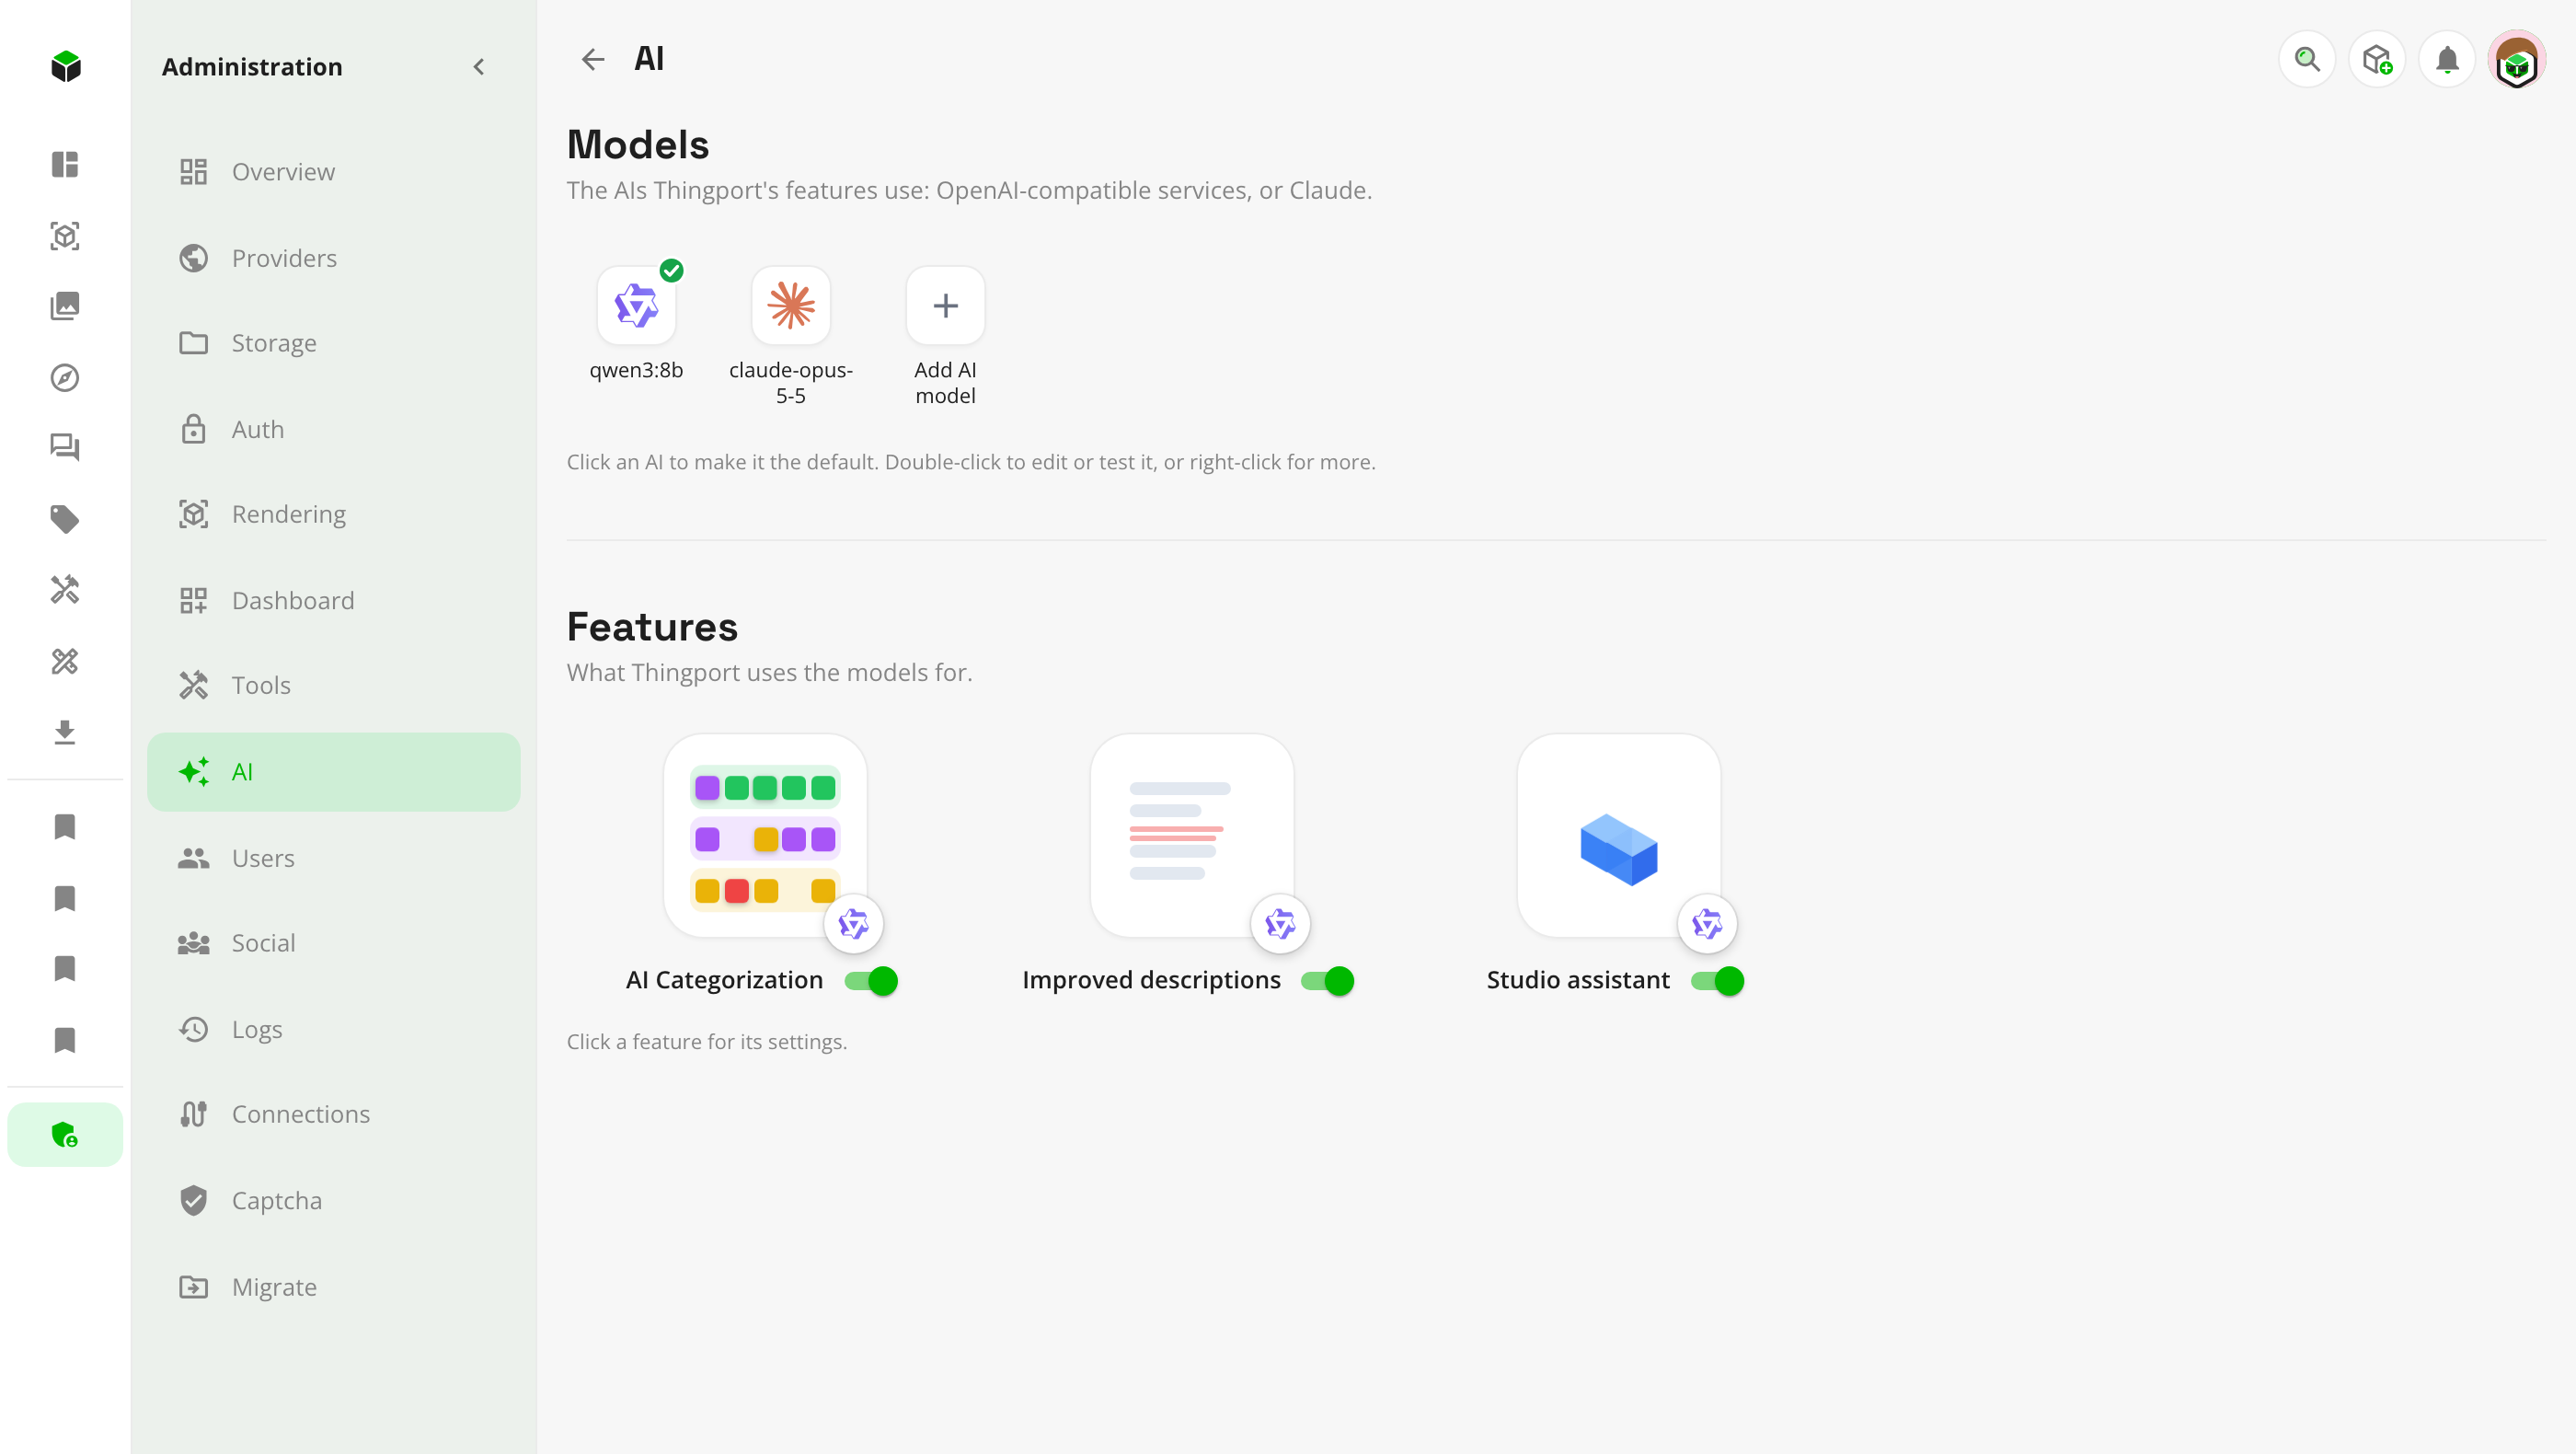 Administration
Overview
Providers
Storage
Auth
Rendering
Dashboard
Tools
AI
Users
Social
Logs
Connections
Captcha
Migrate
AI
Models
The AIs Thingport's features use: OpenAI-compatible services, or Claude.
qwen3:8b
claude-opus-
5-5
Add AI
model
Click an AI to make it the default. Double-click to edit or test it, or right-click for more.
Features
What Thingport uses the models for.
AI Categorization
Improved descriptions
Studio assistant
Click a feature for its settings.